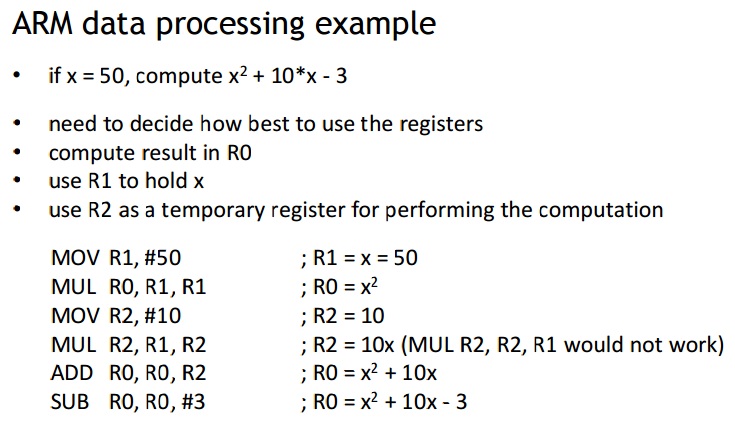 ARM data processing example
• if x = 50, compute x² + 10*x - 3
• need to decide how best to use the registers
• compute result in R0
• use R1 to hold x
• use R2 as a temporary register for performing the computation
MOV R1, #50 ; R1 = x = 50
MUL R0, R1, R1 ; R0 = x²
MOV R2, #10 ; R2 = 10
MUL R2, R1, R2 ; R2 = 10x (MUL R2, R2, R1 would not work)
ADD R0, R0, R2 ; R0 = x² + 10x
SUB R0, R0, #3 ; R0 = x² + 10x - 3